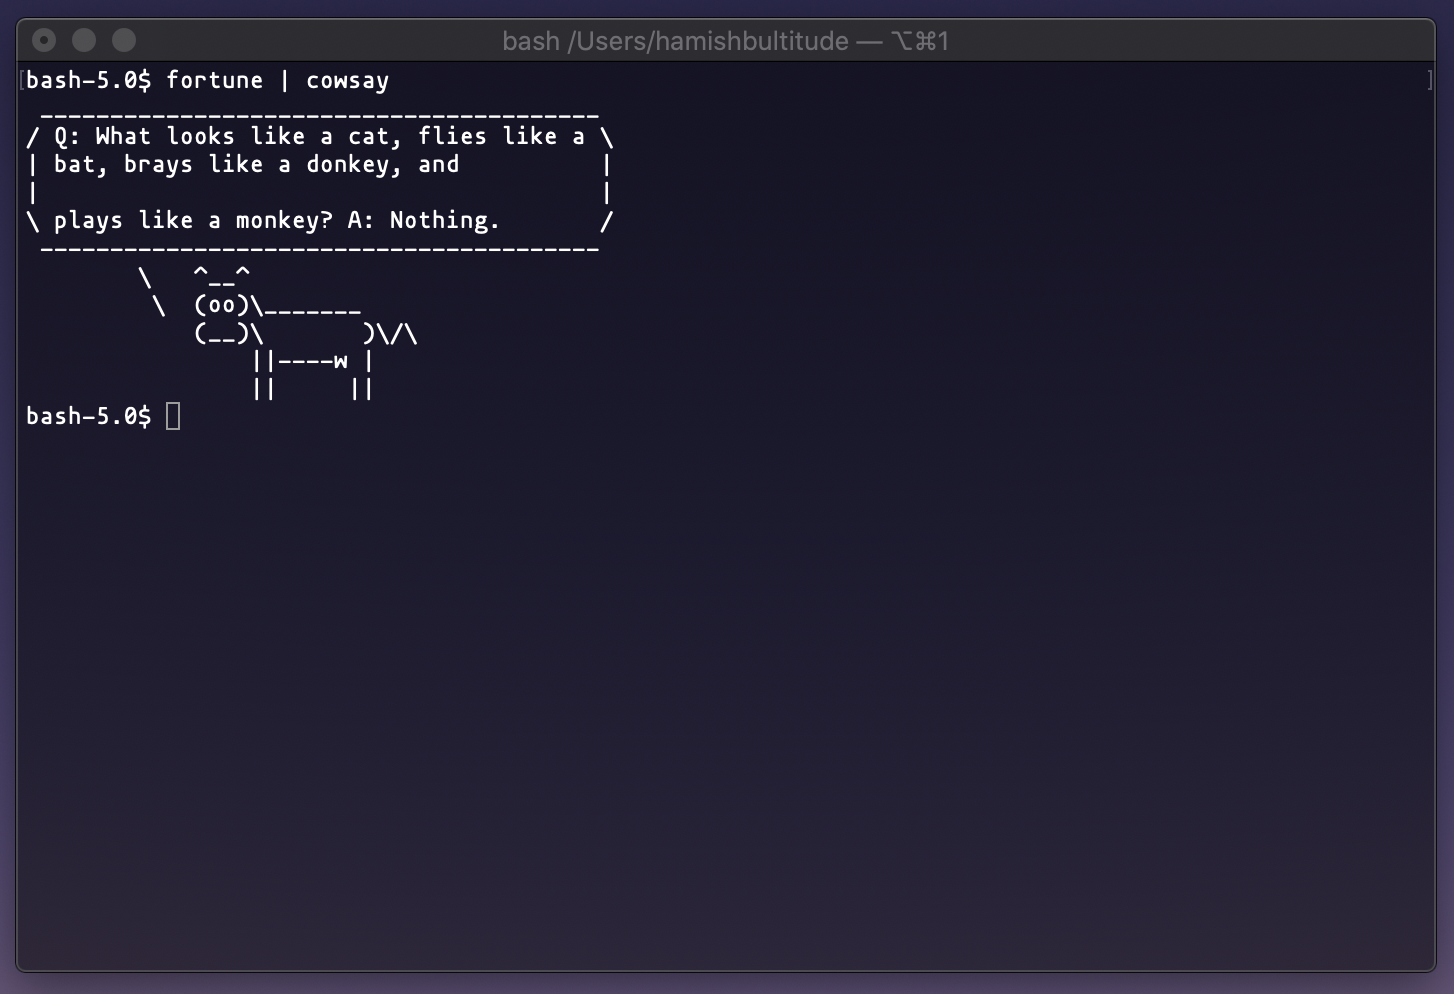 bash /Users/hamishbultitude — ⌥⌘1
[bash-5.0$ fortune | cowsay ]
 ________________________________________
/ Q: What looks like a cat, flies like a \
| bat, brays like a donkey, and          |
|                                        |
\ plays like a monkey? A: Nothing.       /
 ----------------------------------------
        \   ^__^
         \  (oo)\_______
            (__)\       )\/\
                ||----w |
                ||     ||
bash-5.0$